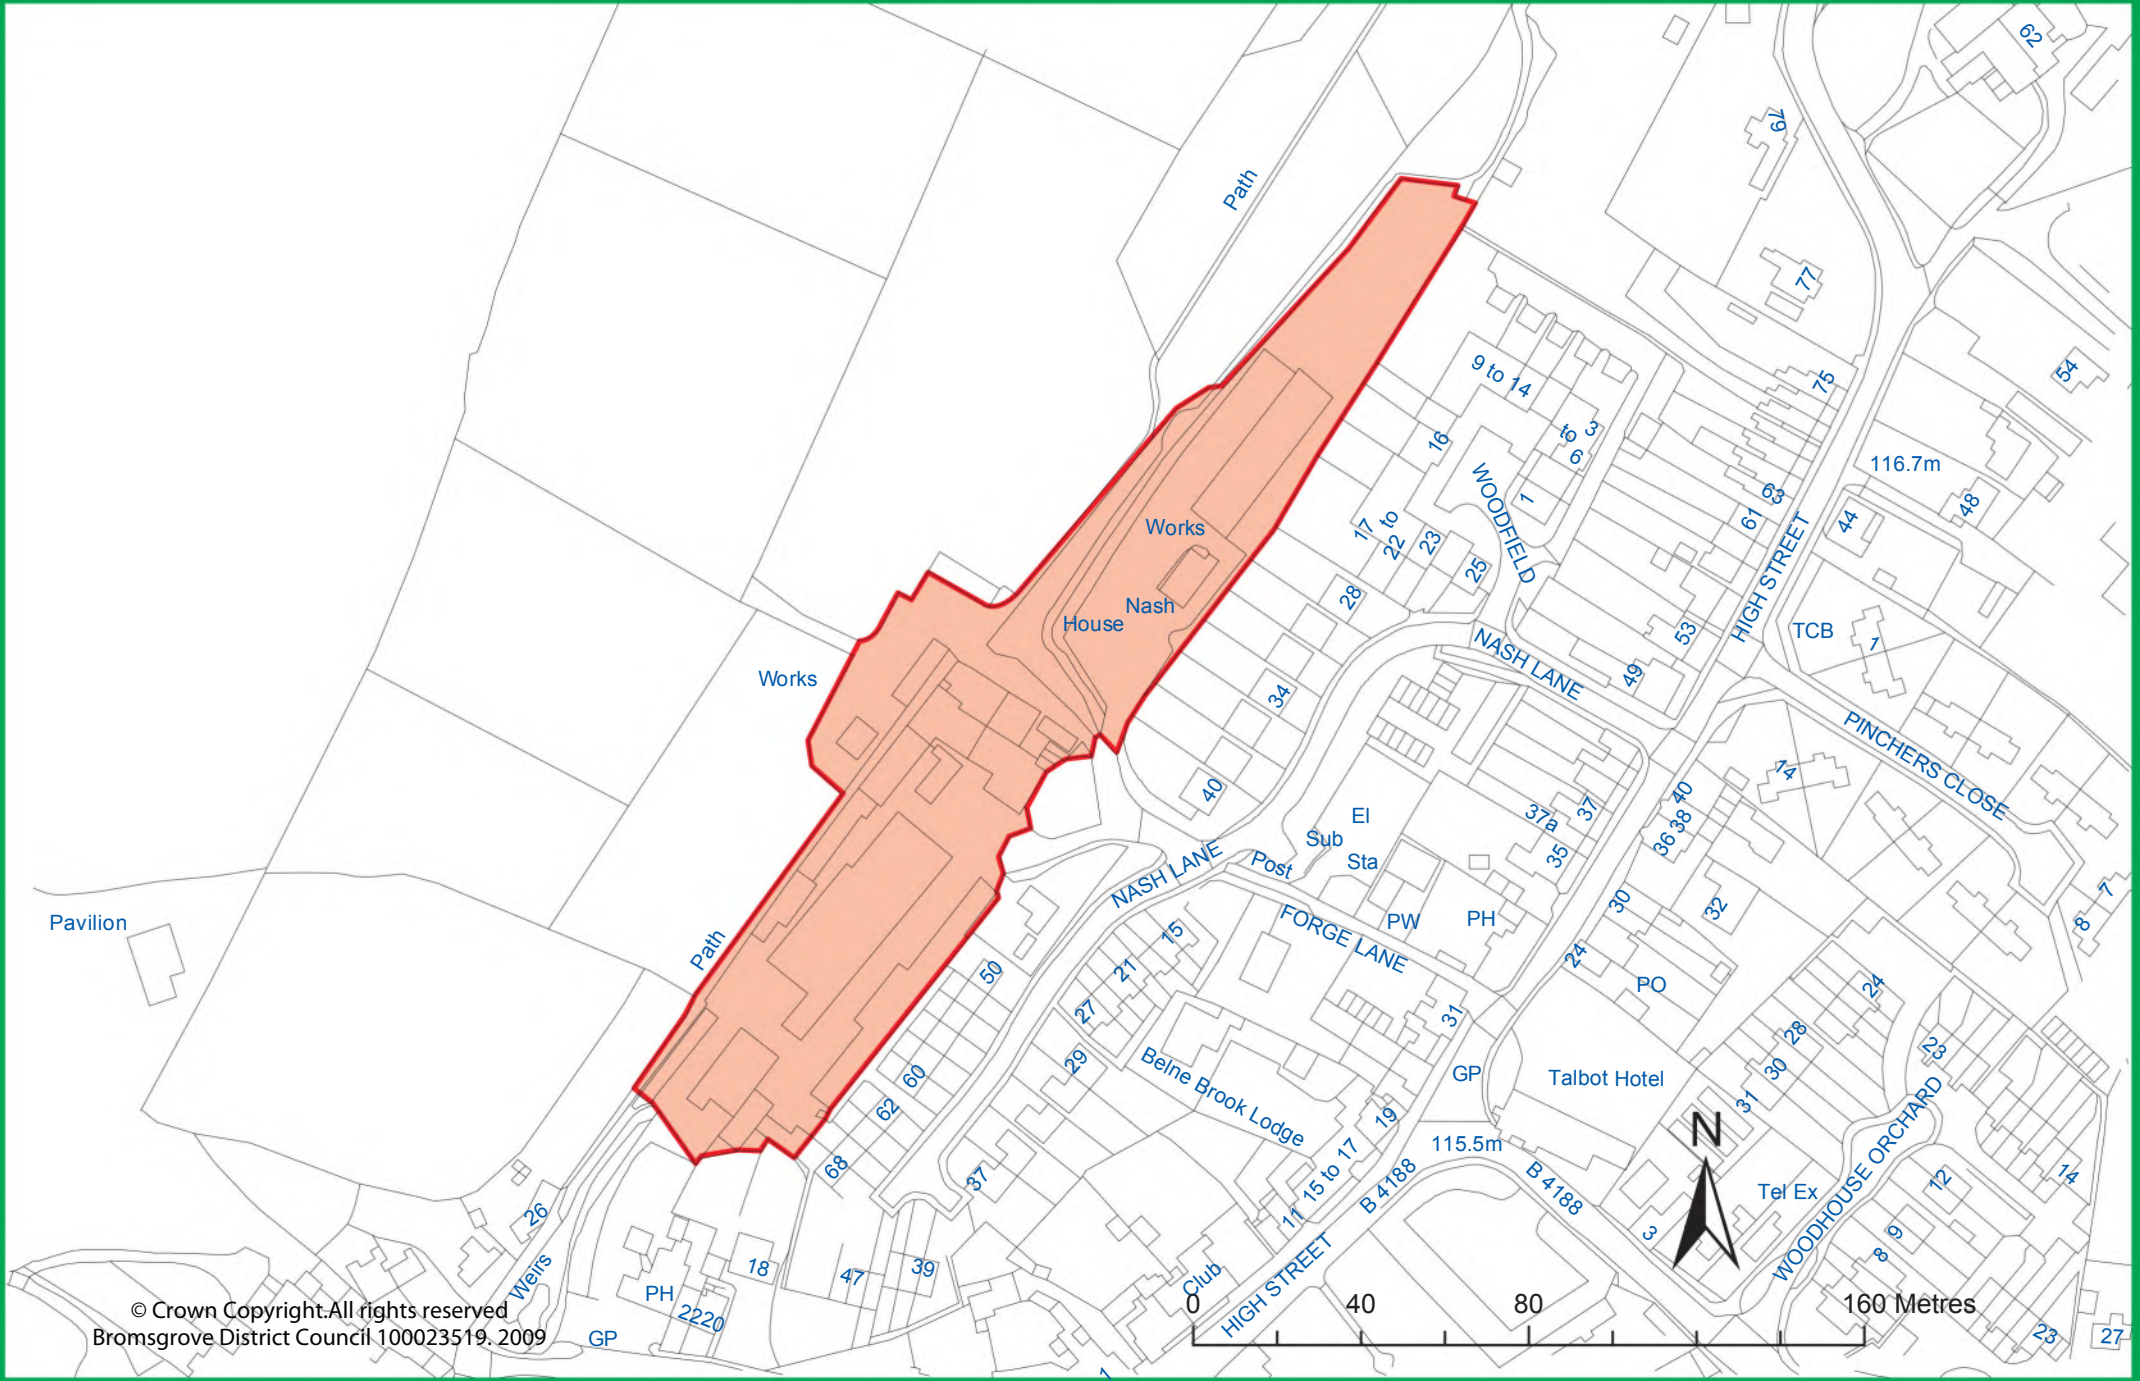 62
79
Path
77
54
75
9 to 14
3
to
6
16
116.7m
63
48
1
61
44
WOODFIELD
Works
17 to
22
23
25
HIGH STREET
28
Nash
House
TCB
1
53
NASH LANE
49
Works
34
PINCHERS CLOSE
14
40
40
38
36
37
37a
35
El
Sub
Sta
Post
NASH LANE
7
8
30
32
PW
PH
FORGE LANE
Pavilion
Path
15
24
21
50
PO
24
27
31
28
23
29
Belne Brook Lodge
GP
Talbot Hotel
30
60
31
62
19
N
115.5m
WOODHOUSE ORCHARD
68
37
15 to 17
B 4188
B 4188
Tel Ex
12
14
26
11
3
9
8
HIGH STREET
Weirs
18
47
39
Club
PH
2220
0 40 80 160 Metres
© Crown Copyright.All rights reserved
Bromsgrove District Council 100023519. 2009
GP
23
27
1